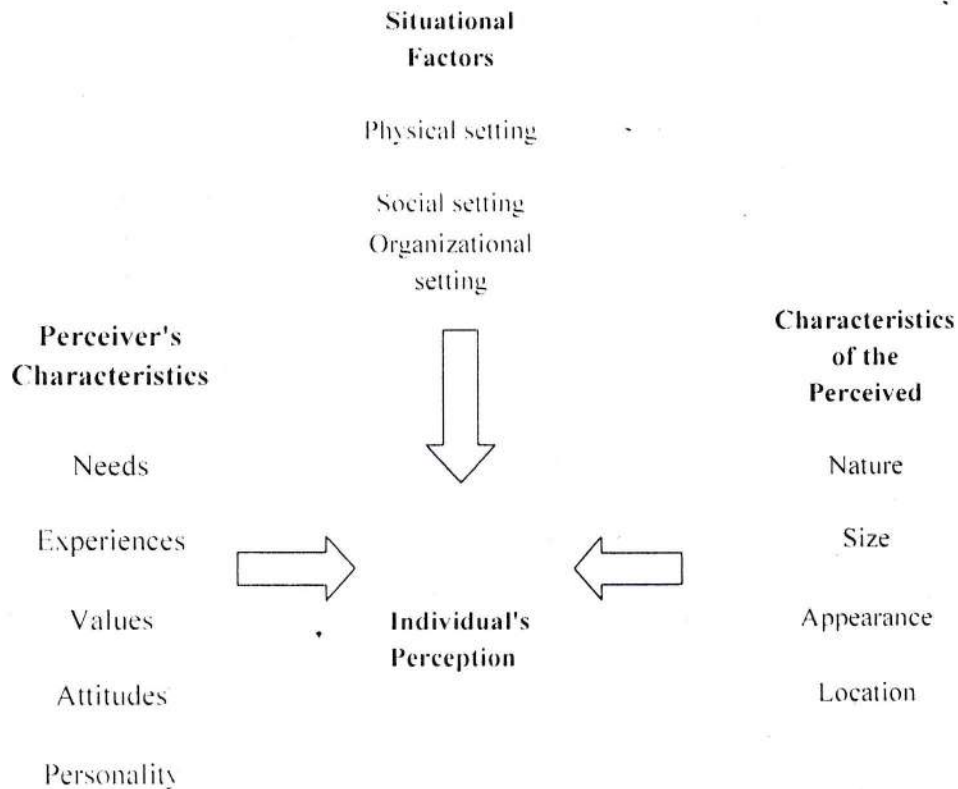 Situational
Factors
Physical setting
Social setting
Organizational
setting
Perceiver's
Characteristics
Needs
Experiences
Values
Attitudes
Personality
Individual's
Perception
Characteristics
of the
Perceived
Nature
Size
Appearance
Location